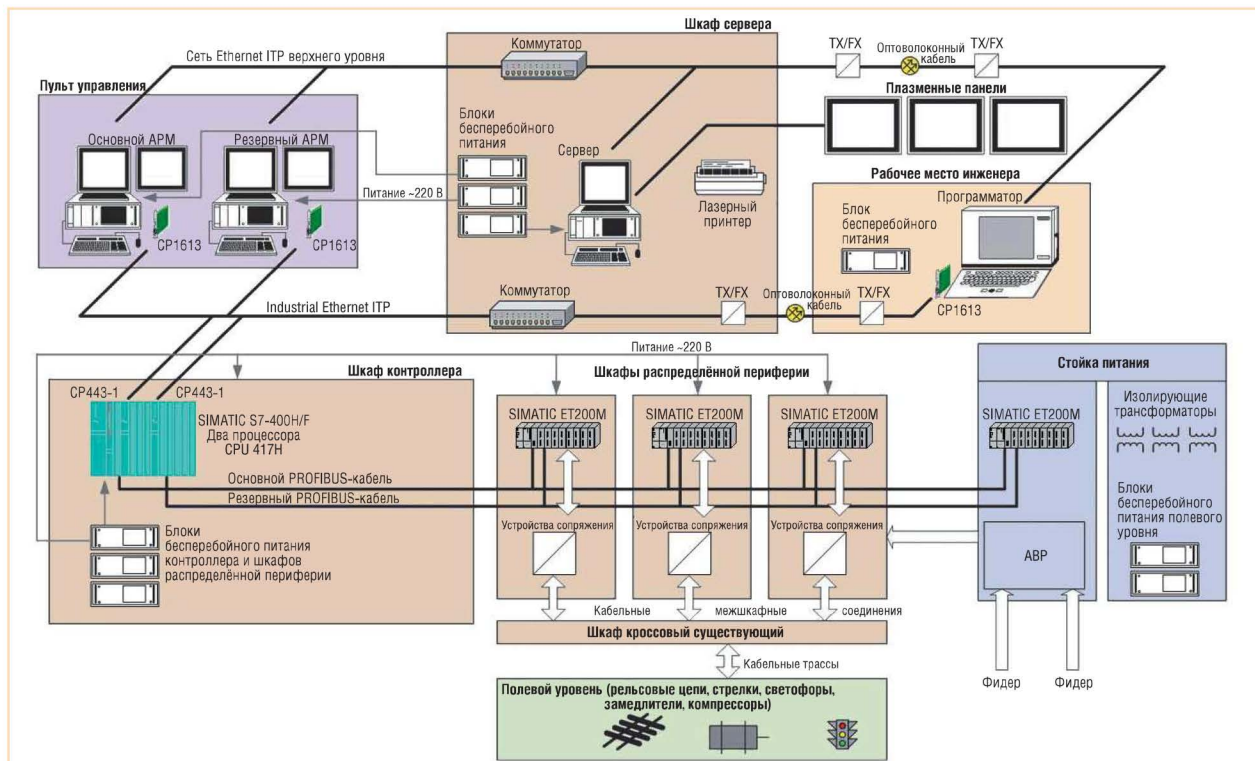 Шкаф сервера
Коммутатор
TX/FX
Оптоволоконный
кабель
TX/FX
Сеть Ethernet ITP верхнего уровня
Пульт управления
Плазменные панели
Основной АРМ
Резервный АРМ
Блоки
бесперебойного
питания
Сервер
Питание ~220 В
Лазерный
принтер
CP1613
CP1613
Рабочее место инженера
Программатор
Блок
бесперебойного
питания
CP1613
Industrial Ethernet ITP
Коммутатор
TX/FX
Оптоволоконный
кабель
TX/FX
Питание ~220 В
Шкаф контроллера
Шкафы распределённой периферии
Стойка питания
CP443-1
CP443-1
SIMATIC S7-400H/F
Два процессора
CPU 417H
SIMATIC ET200M
SIMATIC ET200M
SIMATIC ET200M
SIMATIC ET200M
Изолирующие
трансформаторы
Основной PROFIBUS-кабель
Резервный PROFIBUS-кабель
Блоки
бесперебойного питания
контроллера и шкафов
распределённой периферии
Устройства сопряжения
Устройства сопряжения
Устройства сопряжения
АВР
Блоки
бесперебойного
питания полевого
уровня
Кабельные
межшкафные
соединения
Шкаф кроссовый существующий
Кабельные трассы
Фидер
Фидер
Полевой уровень (рельсовые цепи, стрелки, светофоры,
замедлители, компрессоры)